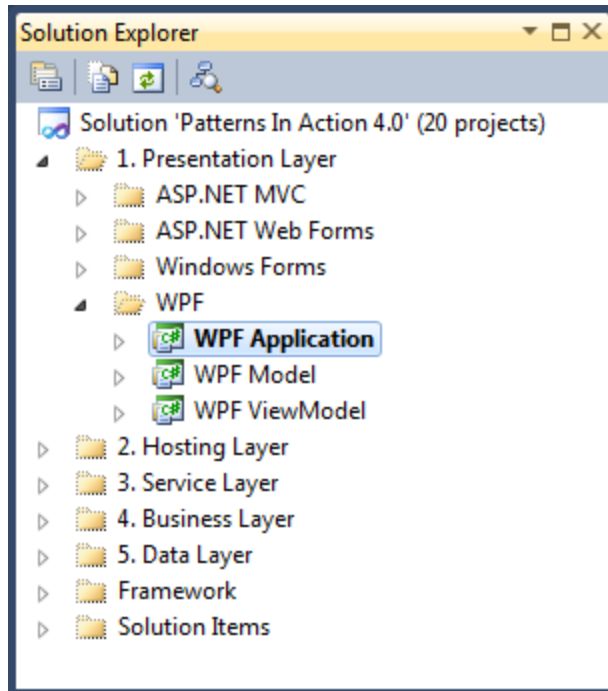 Solution Explorer
Solution 'Patterns In Action 4.0' (20 projects)
1. Presentation Layer
ASP.NET MVC
ASP.NET Web Forms
Windows Forms
WPF
WPF Application
WPF Model
WPF ViewModel
2. Hosting Layer
3. Service Layer
4. Business Layer
5. Data Layer
Framework
Solution Items